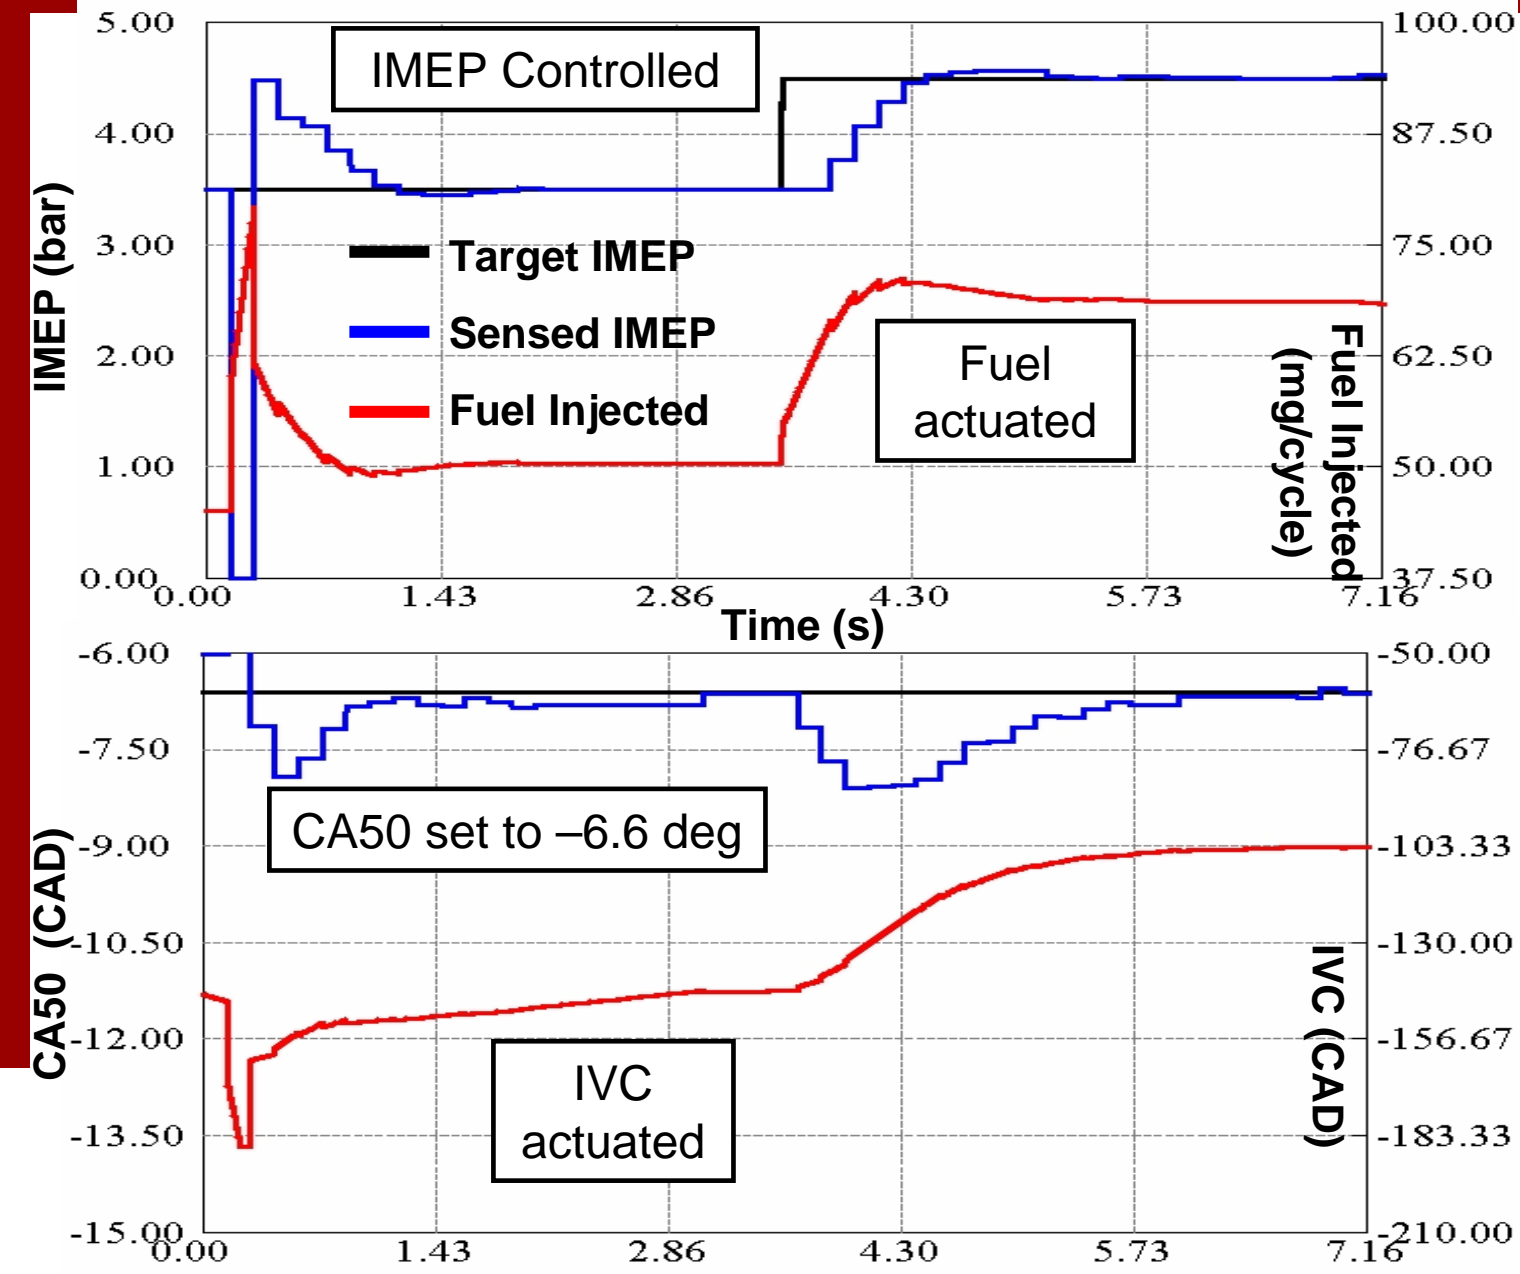 5.00
100.00
IMEP Controlled
4.00
87.50
IMEP (bar)
3.00
75.00
Target IMEP
Sensed IMEP
2.00
62.50
Fuel Injected
Fuel
actuated
Fuel Injected
(mg/cycle)
1.00
50.00
0.00
37.50
0.00 1.43 2.86 4.30 5.73 7.16
Time (s)
-6.00
-50.00
-7.50
-76.67
CA50 set to –6.6 deg
CA50 (CAD)
-9.00
-103.33
-10.50
-130.00
IVC (CAD)
-12.00
-156.67
IVC
actuated
-13.50
-183.33
-15.00
-210.00
0.00 1.43 2.86 4.30 5.73 7.16